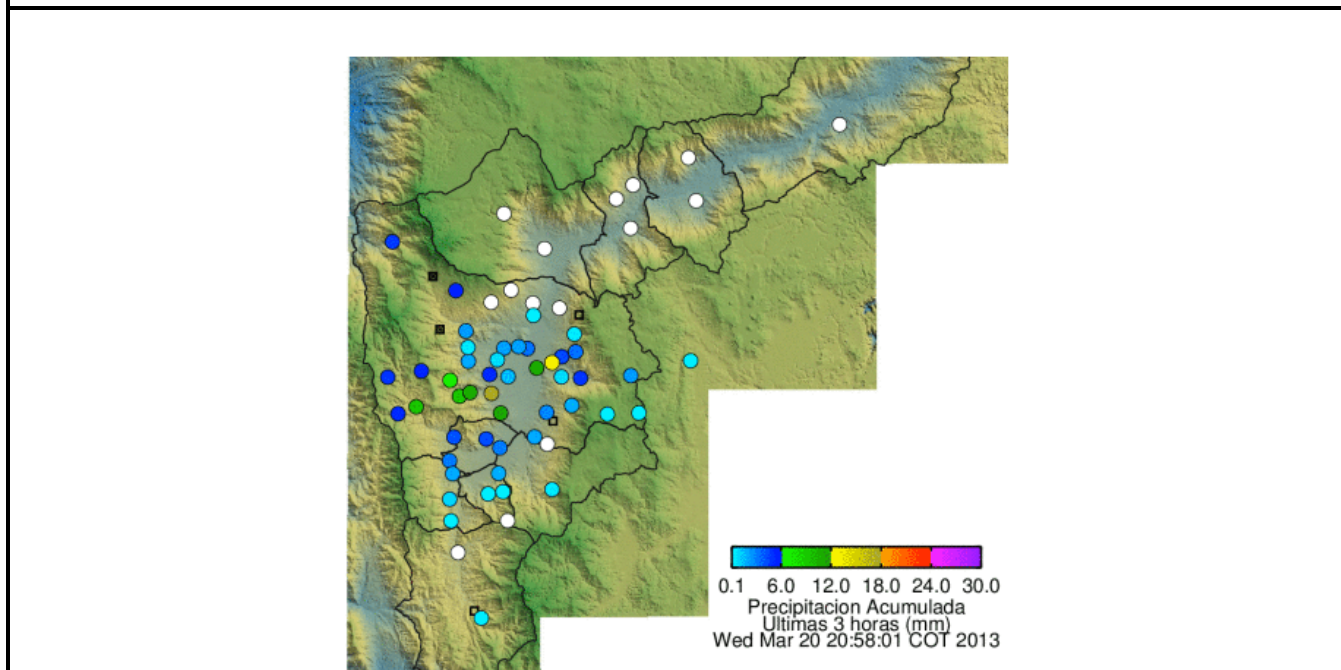 0.1 6.0 12.0 18.0 24.0 30.0
Precipitacion Acumulada
Ultimas 3 horas (mm)
Wed Mar 20 20:58:01 COT 2013